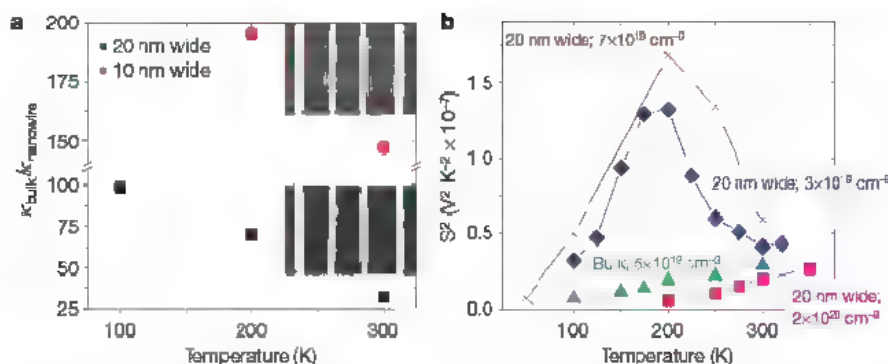 a
200
175
150
100
75
50
25
κbulk/κnanowire
20 nm wide
10 nm wide
100
200
300
Temperature (K)
b
S² (V² K⁻² × 10⁻⁷)
1.5
1.0
0.5
0.0
20 nm wide; 7×10¹⁹ cm⁻³
20 nm wide; 3×10¹⁹ cm⁻³
Bulk, 5×10¹⁹ cm⁻³
20 nm wide;
2×10²⁰ cm⁻³
100
200
300
Temperature (K)